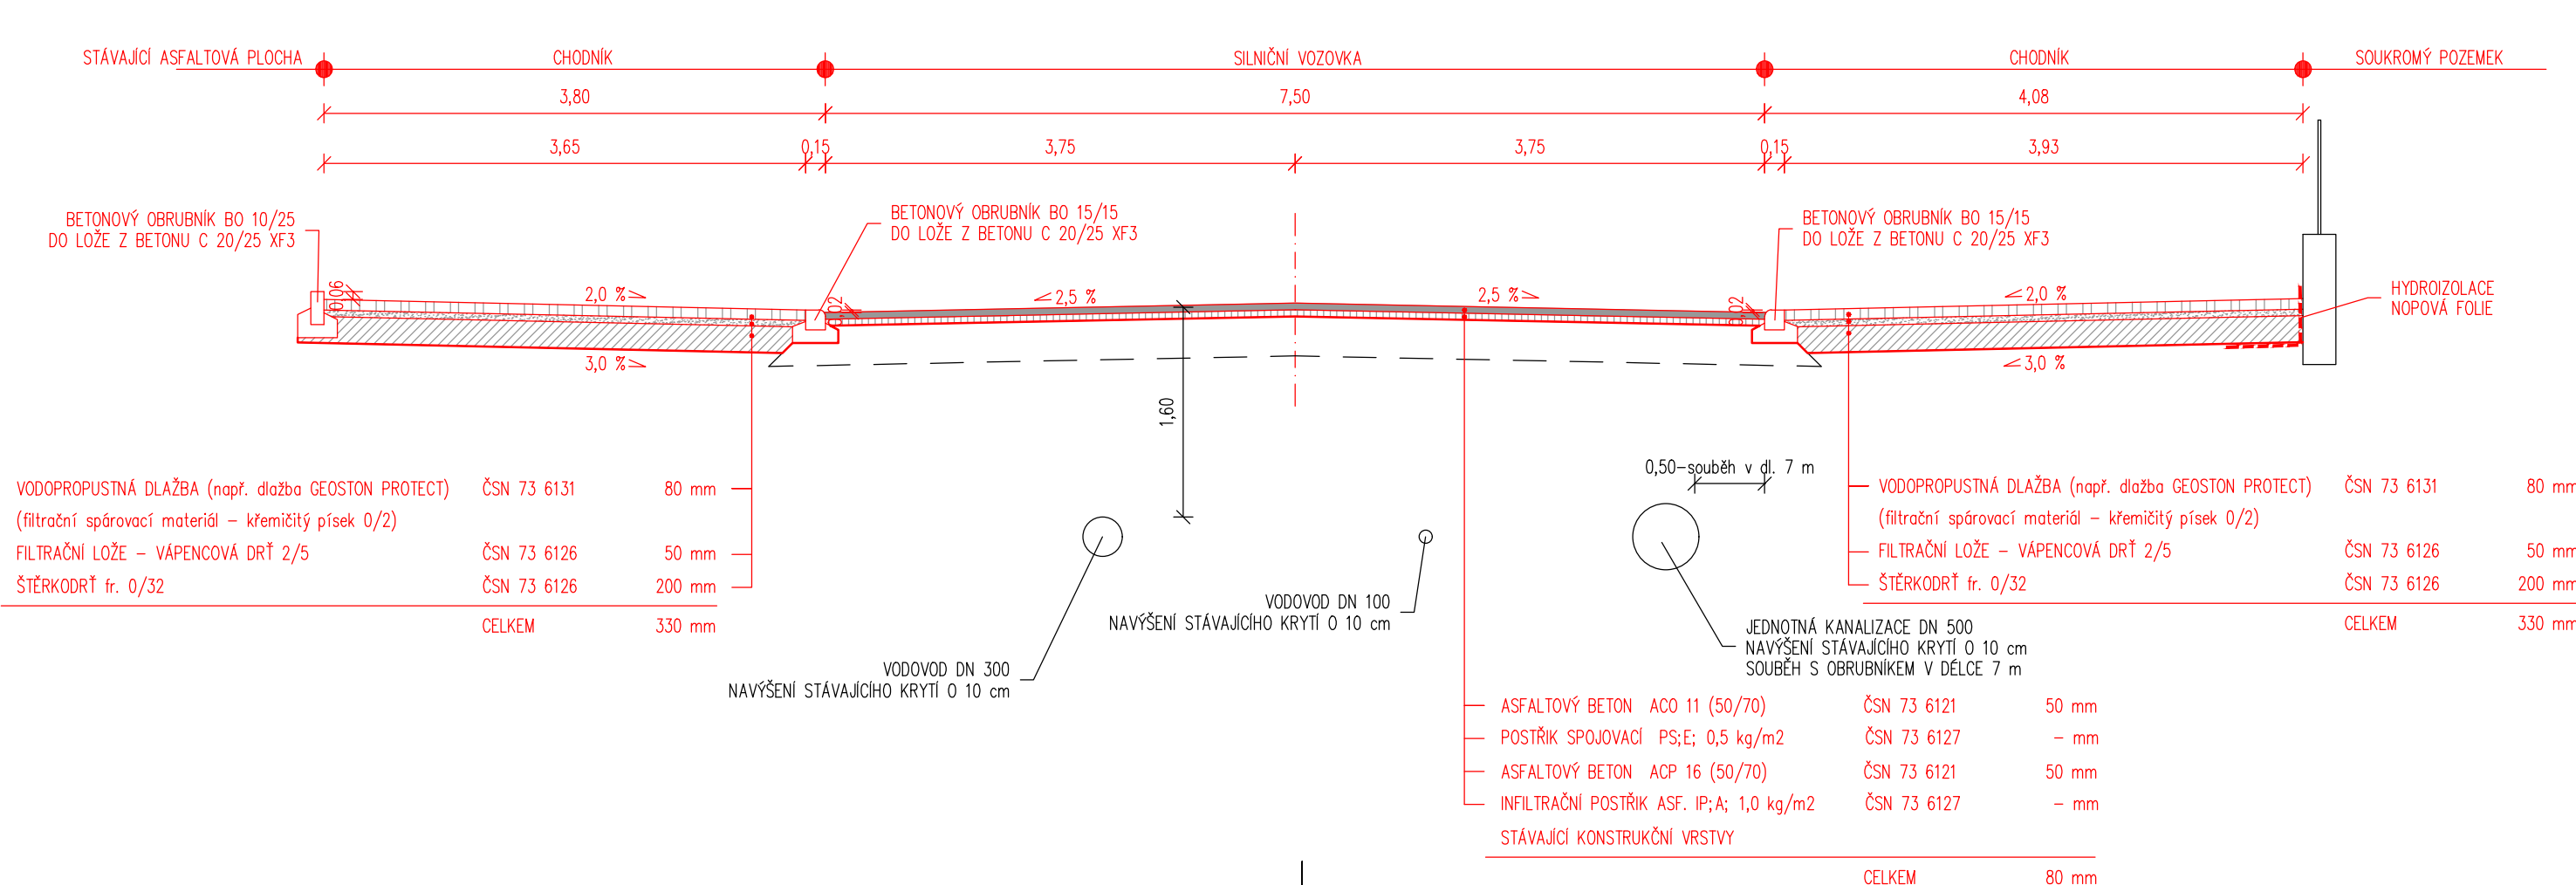 STÁVAJÍCÍ ASFALTOVÁ PLOCHA
CHODNÍK
SILNIČNÍ VOZOVKA
CHODNÍK
SOUKROMÝ POZEMEK
3,80
7,50
4,08
3,65
0,15
3,75
3,75
0,15
3,93
BETONOVÝ OBRUBNÍK BO 10/25
DO LOŽE Z BETONU C 20/25 XF3
BETONOVÝ OBRUBNÍK BO 15/15
DO LOŽE Z BETONU C 20/25 XF3
BETONOVÝ OBRUBNÍK BO 15/15
DO LOŽE Z BETONU C 20/25 XF3
0,06
2,0 %
0,02
2,5 %
2,5 %
0,02
2,0 %
HYDROIZOLACE
NOPOVÁ FOLIE
3,0 %
3,0 %
1,60
0,50-souběh v dl. 7 m
VODOPROPUSTNÁ DLAŽBA (např. dlažba GEOSTON PROTECT) ČSN 73 6131 80 mm
(filtrační spárovací materiál – křemičitý písek 0/2)
FILTRAČNÍ LOŽE – VÁPENCOVÁ DRŤ 2/5 ČSN 73 6126 50 mm
ŠTĚRKODRŤ fr. 0/32 ČSN 73 6126 200 mm
CELKEM 330 mm
VODOPROPUSTNÁ DLAŽBA (např. dlažba GEOSTON PROTECT) ČSN 73 6131 80 mm
(filtrační spárovací materiál – křemičitý písek 0/2)
FILTRAČNÍ LOŽE – VÁPENCOVÁ DRŤ 2/5 ČSN 73 6126 50 mm
ŠTĚRKODRŤ fr. 0/32 ČSN 73 6126 200 mm
CELKEM 330 mm
VODOVOD DN 100
NAVÝŠENÍ STÁVAJÍCÍHO KRYTÍ O 10 cm
VODOVOD DN 300
NAVÝŠENÍ STÁVAJÍCÍHO KRYTÍ O 10 cm
JEDNOTNÁ KANALIZACE DN 500
NAVÝŠENÍ STÁVAJÍCÍHO KRYTÍ O 10 cm
SOUBĚH S OBRUBNÍKEM V DÉLCE 7 m
ASFALTOVÝ BETON ACO 11 (50/70) ČSN 73 6121 50 mm
POSTŘIK SPOJOVACÍ PS;E; 0,5 kg/m2 ČSN 73 6127 – mm
ASFALTOVÝ BETON ACP 16 (50/70) ČSN 73 6121 50 mm
INFILTRAČNÍ POSTŘIK ASF. IP;A; 1,0 kg/m2 ČSN 73 6127 – mm
STÁVAJÍCÍ KONSTRUKČNÍ VRSTVY
CELKEM 80 mm